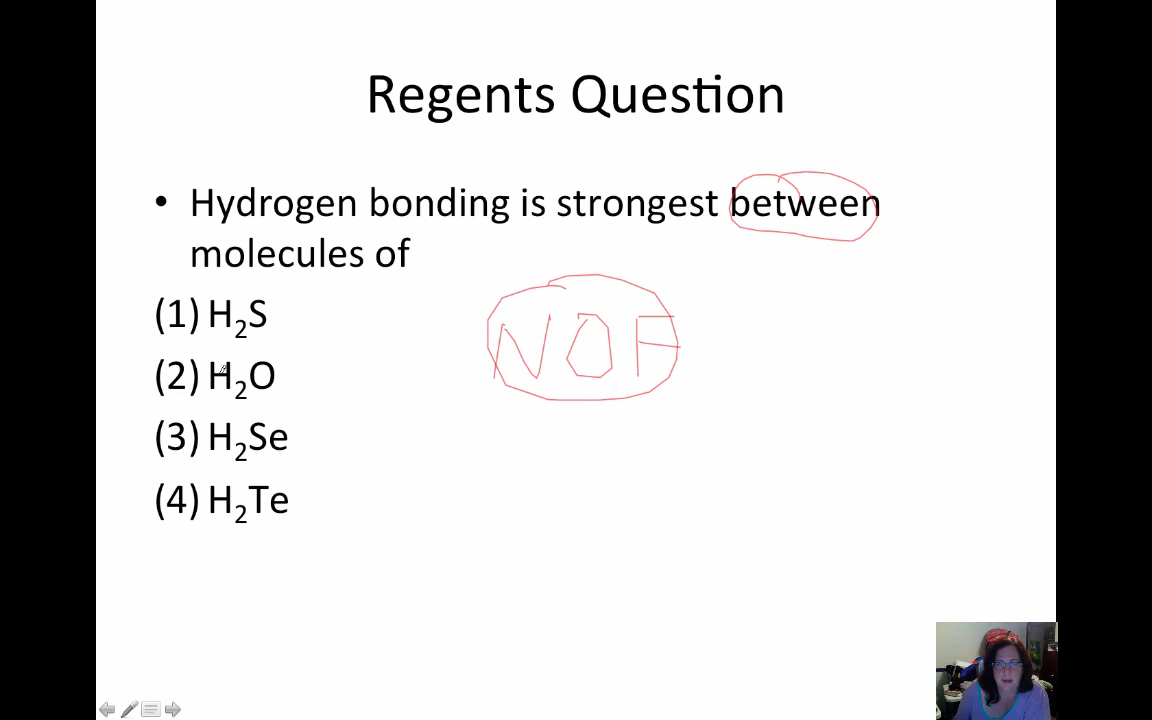 Regents Question
• Hydrogen bonding is strongest between
molecules of
(1) H₂S
NOF
(2) H₂O
(3) H₂Se
(4) H₂Te